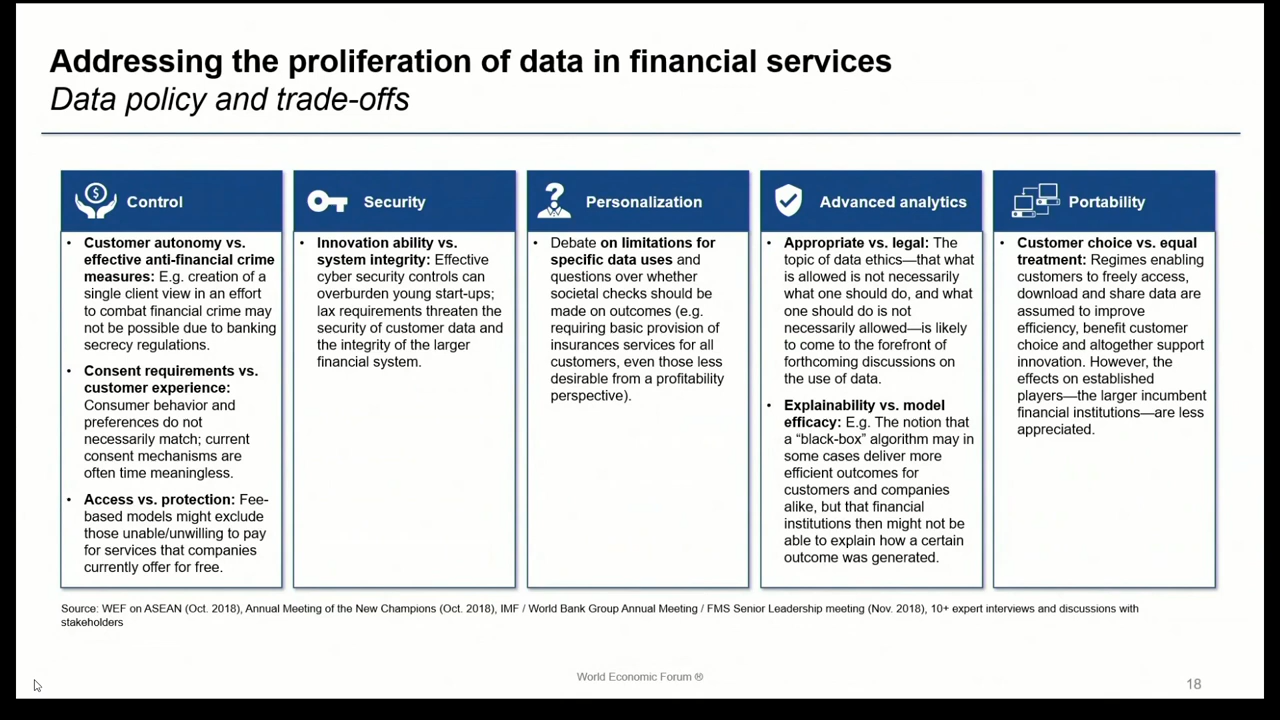 Addressing the proliferation of data in financial services
Data policy and trade-offs
Control
• Customer autonomy vs.
effective anti-financial crime
measures: E.g. creation of a
single client view in an effort
to combat financial crime may
not be possible due to banking
secrecy regulations.
• Consent requirements vs.
customer experience:
Consumer behavior and
preferences do not
necessarily match; current
consent mechanisms are
often time meaningless.
• Access vs. protection: Fee-
based models might exclude
those unable/unwilling to pay
for services that companies
currently offer for free.
Security
• Innovation ability vs.
system integrity: Effective
cyber security controls can
overburden young start-ups;
lax requirements threaten the
security of customer data and
the integrity of the larger
financial system.
Personalization
• Debate on limitations for
specific data uses and
questions over whether
societal checks should be
made on outcomes (e.g.
requiring basic provision of
insurances services for all
customers, even those less
desirable from a profitability
perspective).
Advanced analytics
• Appropriate vs. legal: The
topic of data ethics—that what
is allowed is not necessarily
what one should do, and what
one should do is not
necessarily allowed—is likely
to come to the forefront of
forthcoming discussions on
the use of data.
• Explainability vs. model
efficacy: E.g. The notion that
a “black-box” algorithm may in
some cases deliver more
efficient outcomes for
customers and companies
alike, but that financial
institutions then might not be
able to explain how a certain
outcome was generated.
Portability
• Customer choice vs. equal
treatment: Regimes enabling
customers to freely access,
download and share data are
assumed to improve
efficiency, benefit customer
choice and altogether support
innovation. However, the
effects on established
players—the larger incumbent
financial institutions—are less
appreciated.
Source: WEF on ASEAN (Oct. 2018), Annual Meeting of the New Champions (Oct. 2018), IMF / World Bank Group Annual Meeting / FMS Senior Leadership meeting (Nov. 2018), 10+ expert interviews and discussions with
stakeholders
World Economic Forum ®
18